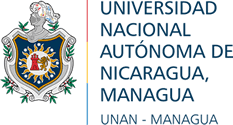 UNIVERSIDAD
NACIONAL
AUTÓNOMA DE
NICARAGUA,
MANAGUA
UNAN - MANAGUA